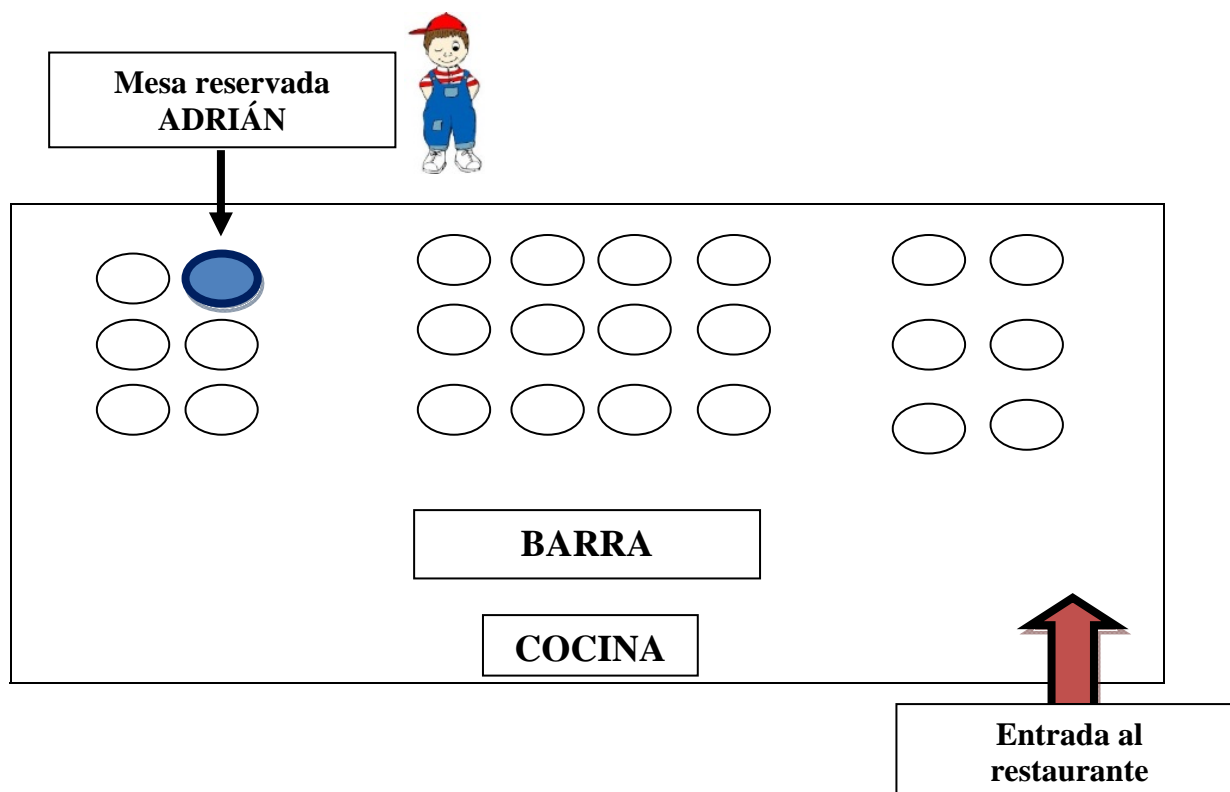 Mesa reservada
ADRIÁN
BARRA
COCINA
Entrada al
restaurante